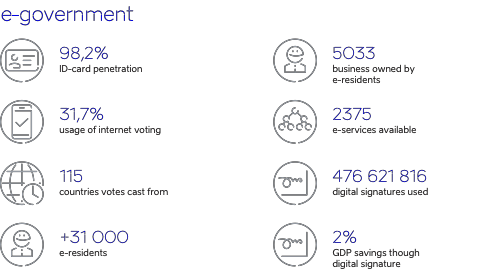 e-government
98,2%
ID-card penetration
31,7%
usage of internet voting
115
countries votes cast from
+31 000
e-residents
5033
business owned by
e-residents
2375
e-services available
476 621 816
digital signatures used
2%
GDP savings though
digital signature